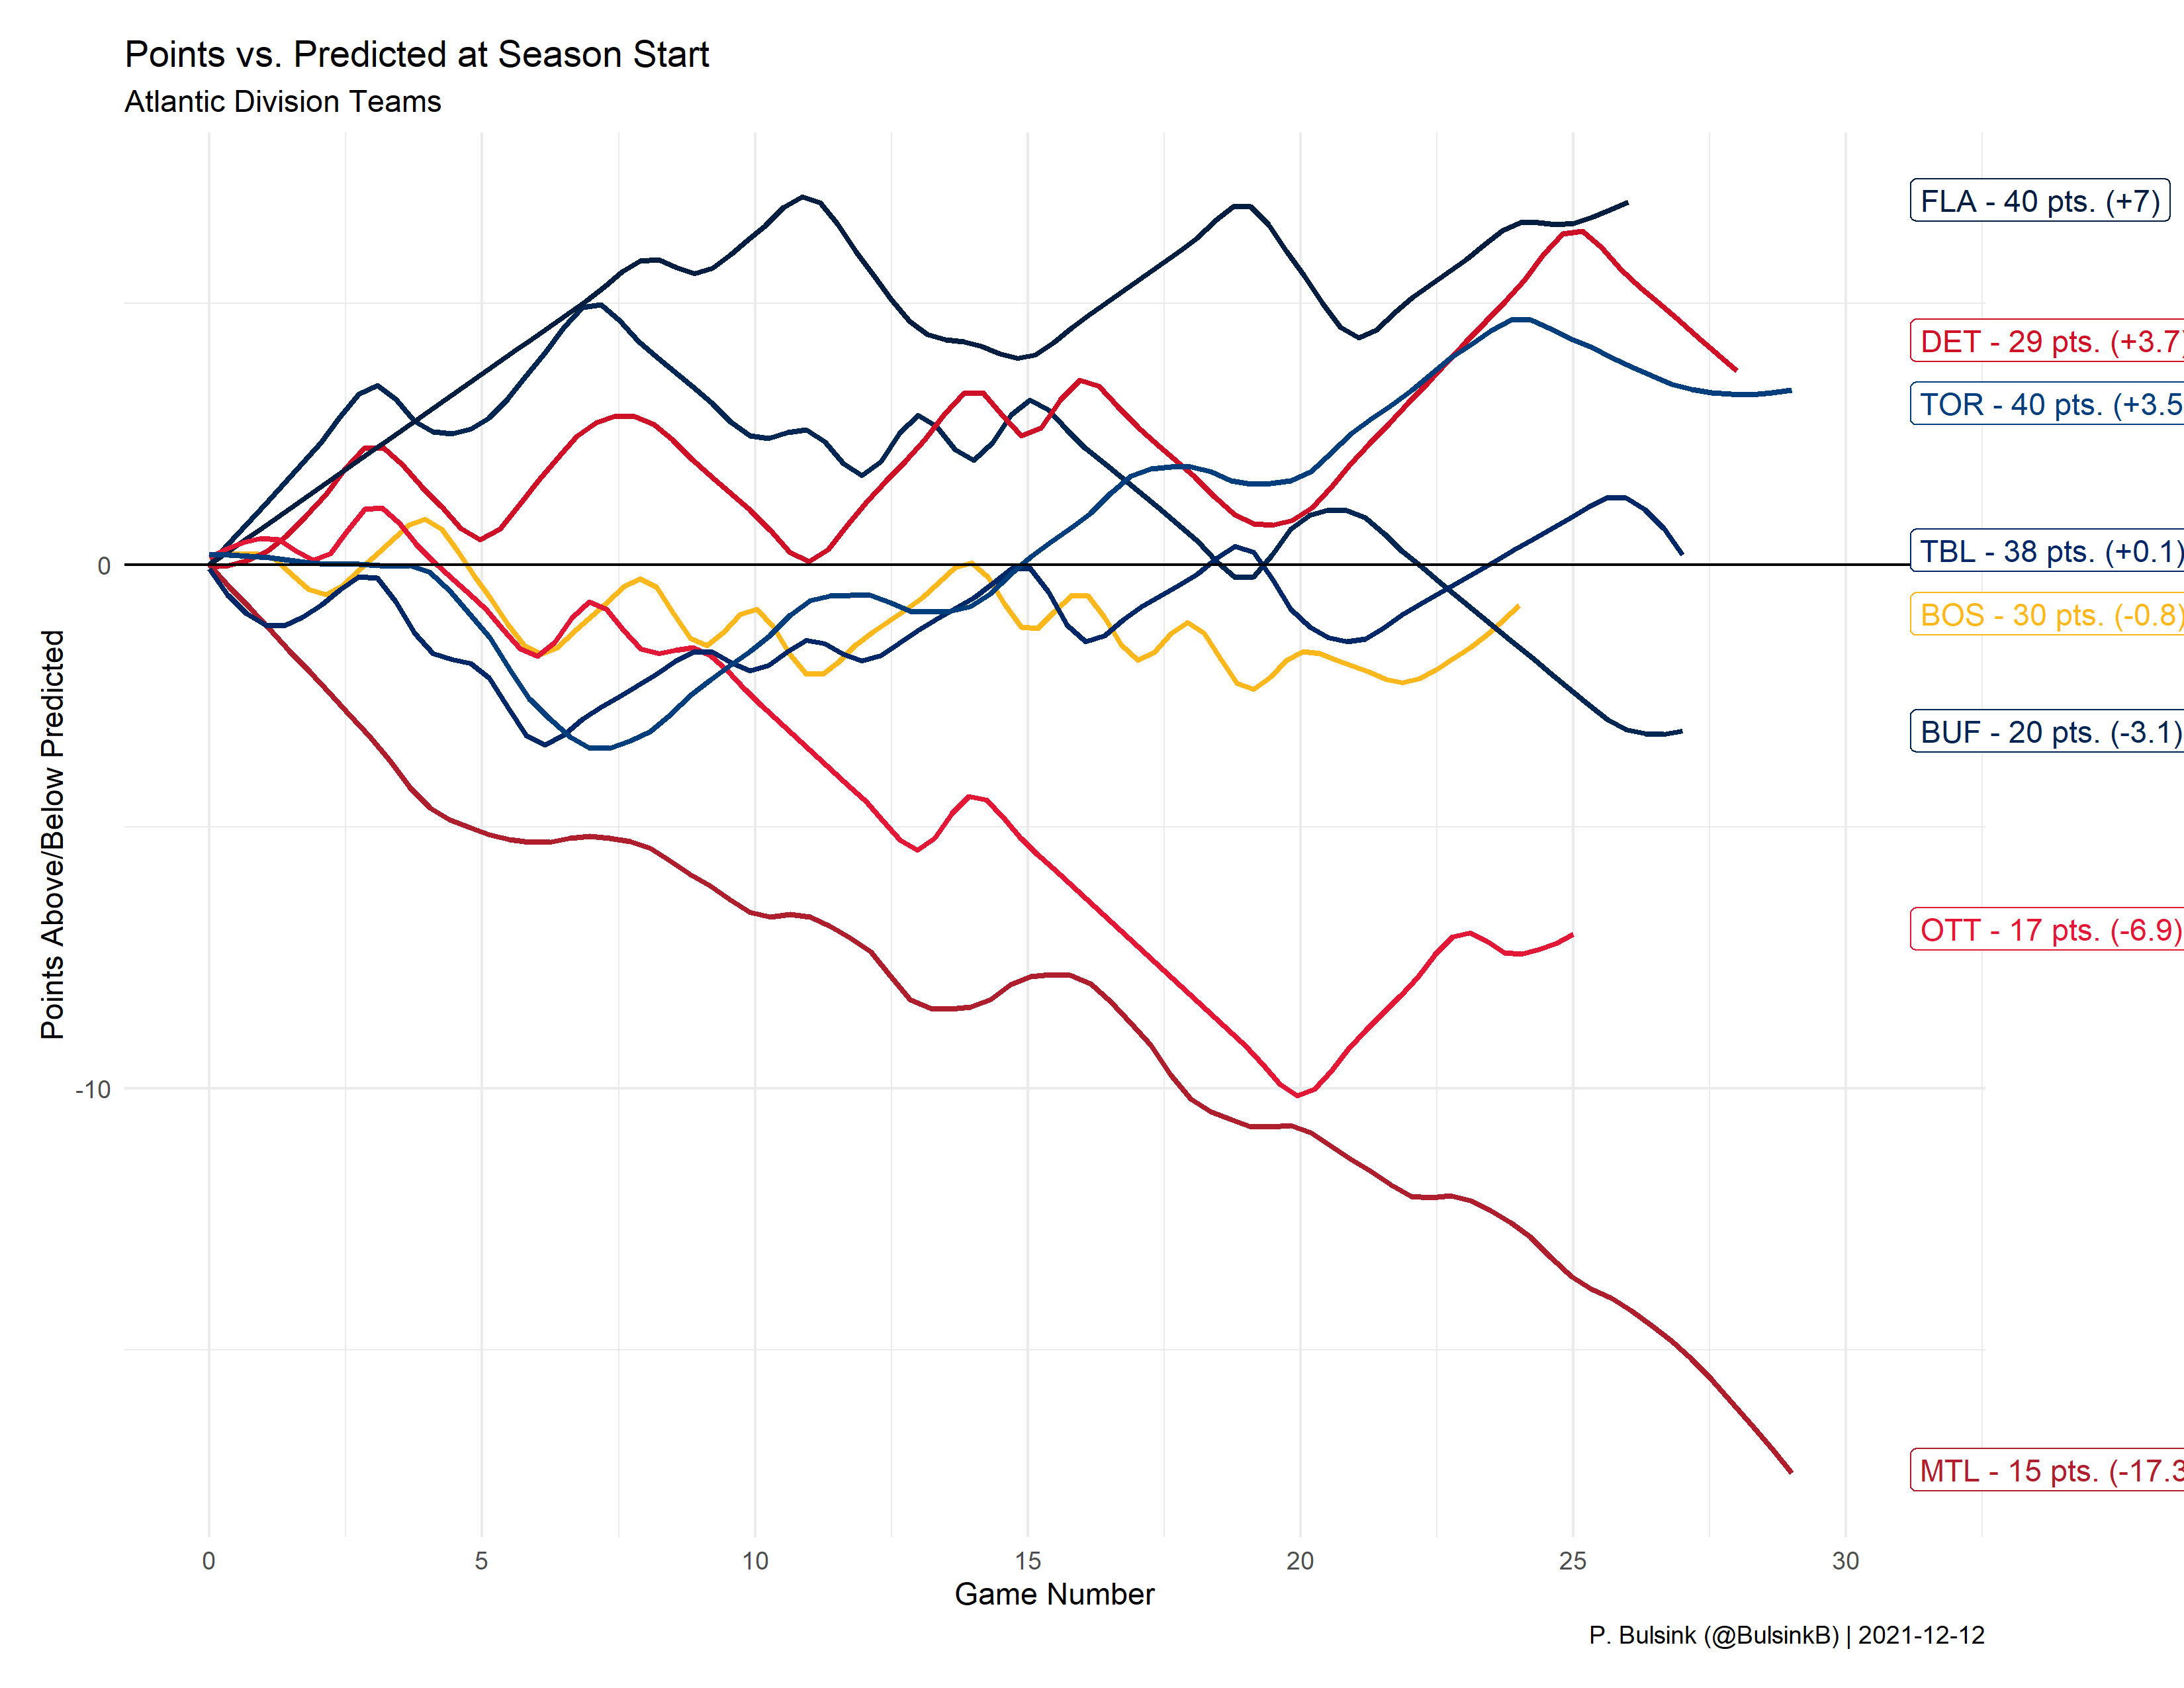 Points vs. Predicted at Season Start
Atlantic Division Teams
FLA - 40 pts. (+7)
DET - 29 pts. (+3.7)
TOR - 40 pts. (+3.5
TBL - 38 pts. (+0.1)
BOS - 30 pts. (-0.8)
BUF - 20 pts. (-3.1)
OTT - 17 pts. (-6.9)
MTL - 15 pts. (-17.3
0
-10
Points Above/Below Predicted
0 5 10 15 20 25 30
Game Number
P. Bulsink (@BulsinkB) | 2021-12-12